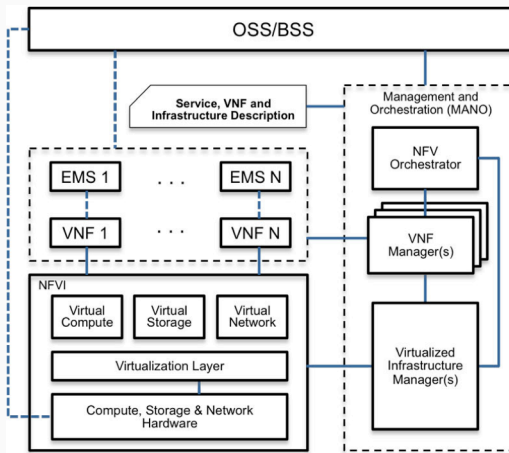 OSS/BSS
Service, VNF and
Infrastructure Description
Management and
Orchestration (MANO)
NFV
Orchestrator
EMS 1
. . .
EMS N
VNF 1
. . .
VNF N
VNF
Manager(s)
NFVI
Virtual
Compute
Virtual
Storage
Virtual
Network
Virtualization Layer
Virtualized
Infrastructure
Manager(s)
Compute, Storage & Network
Hardware